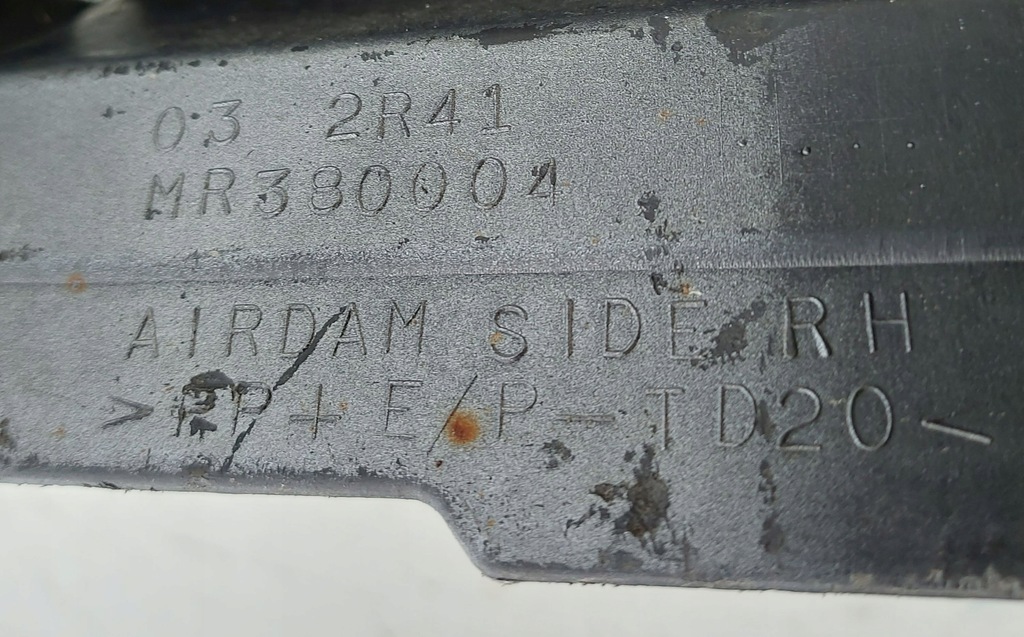 03 2R41
MR380004
AIRDAM SIDE RH
>PP+E/P-TD20<